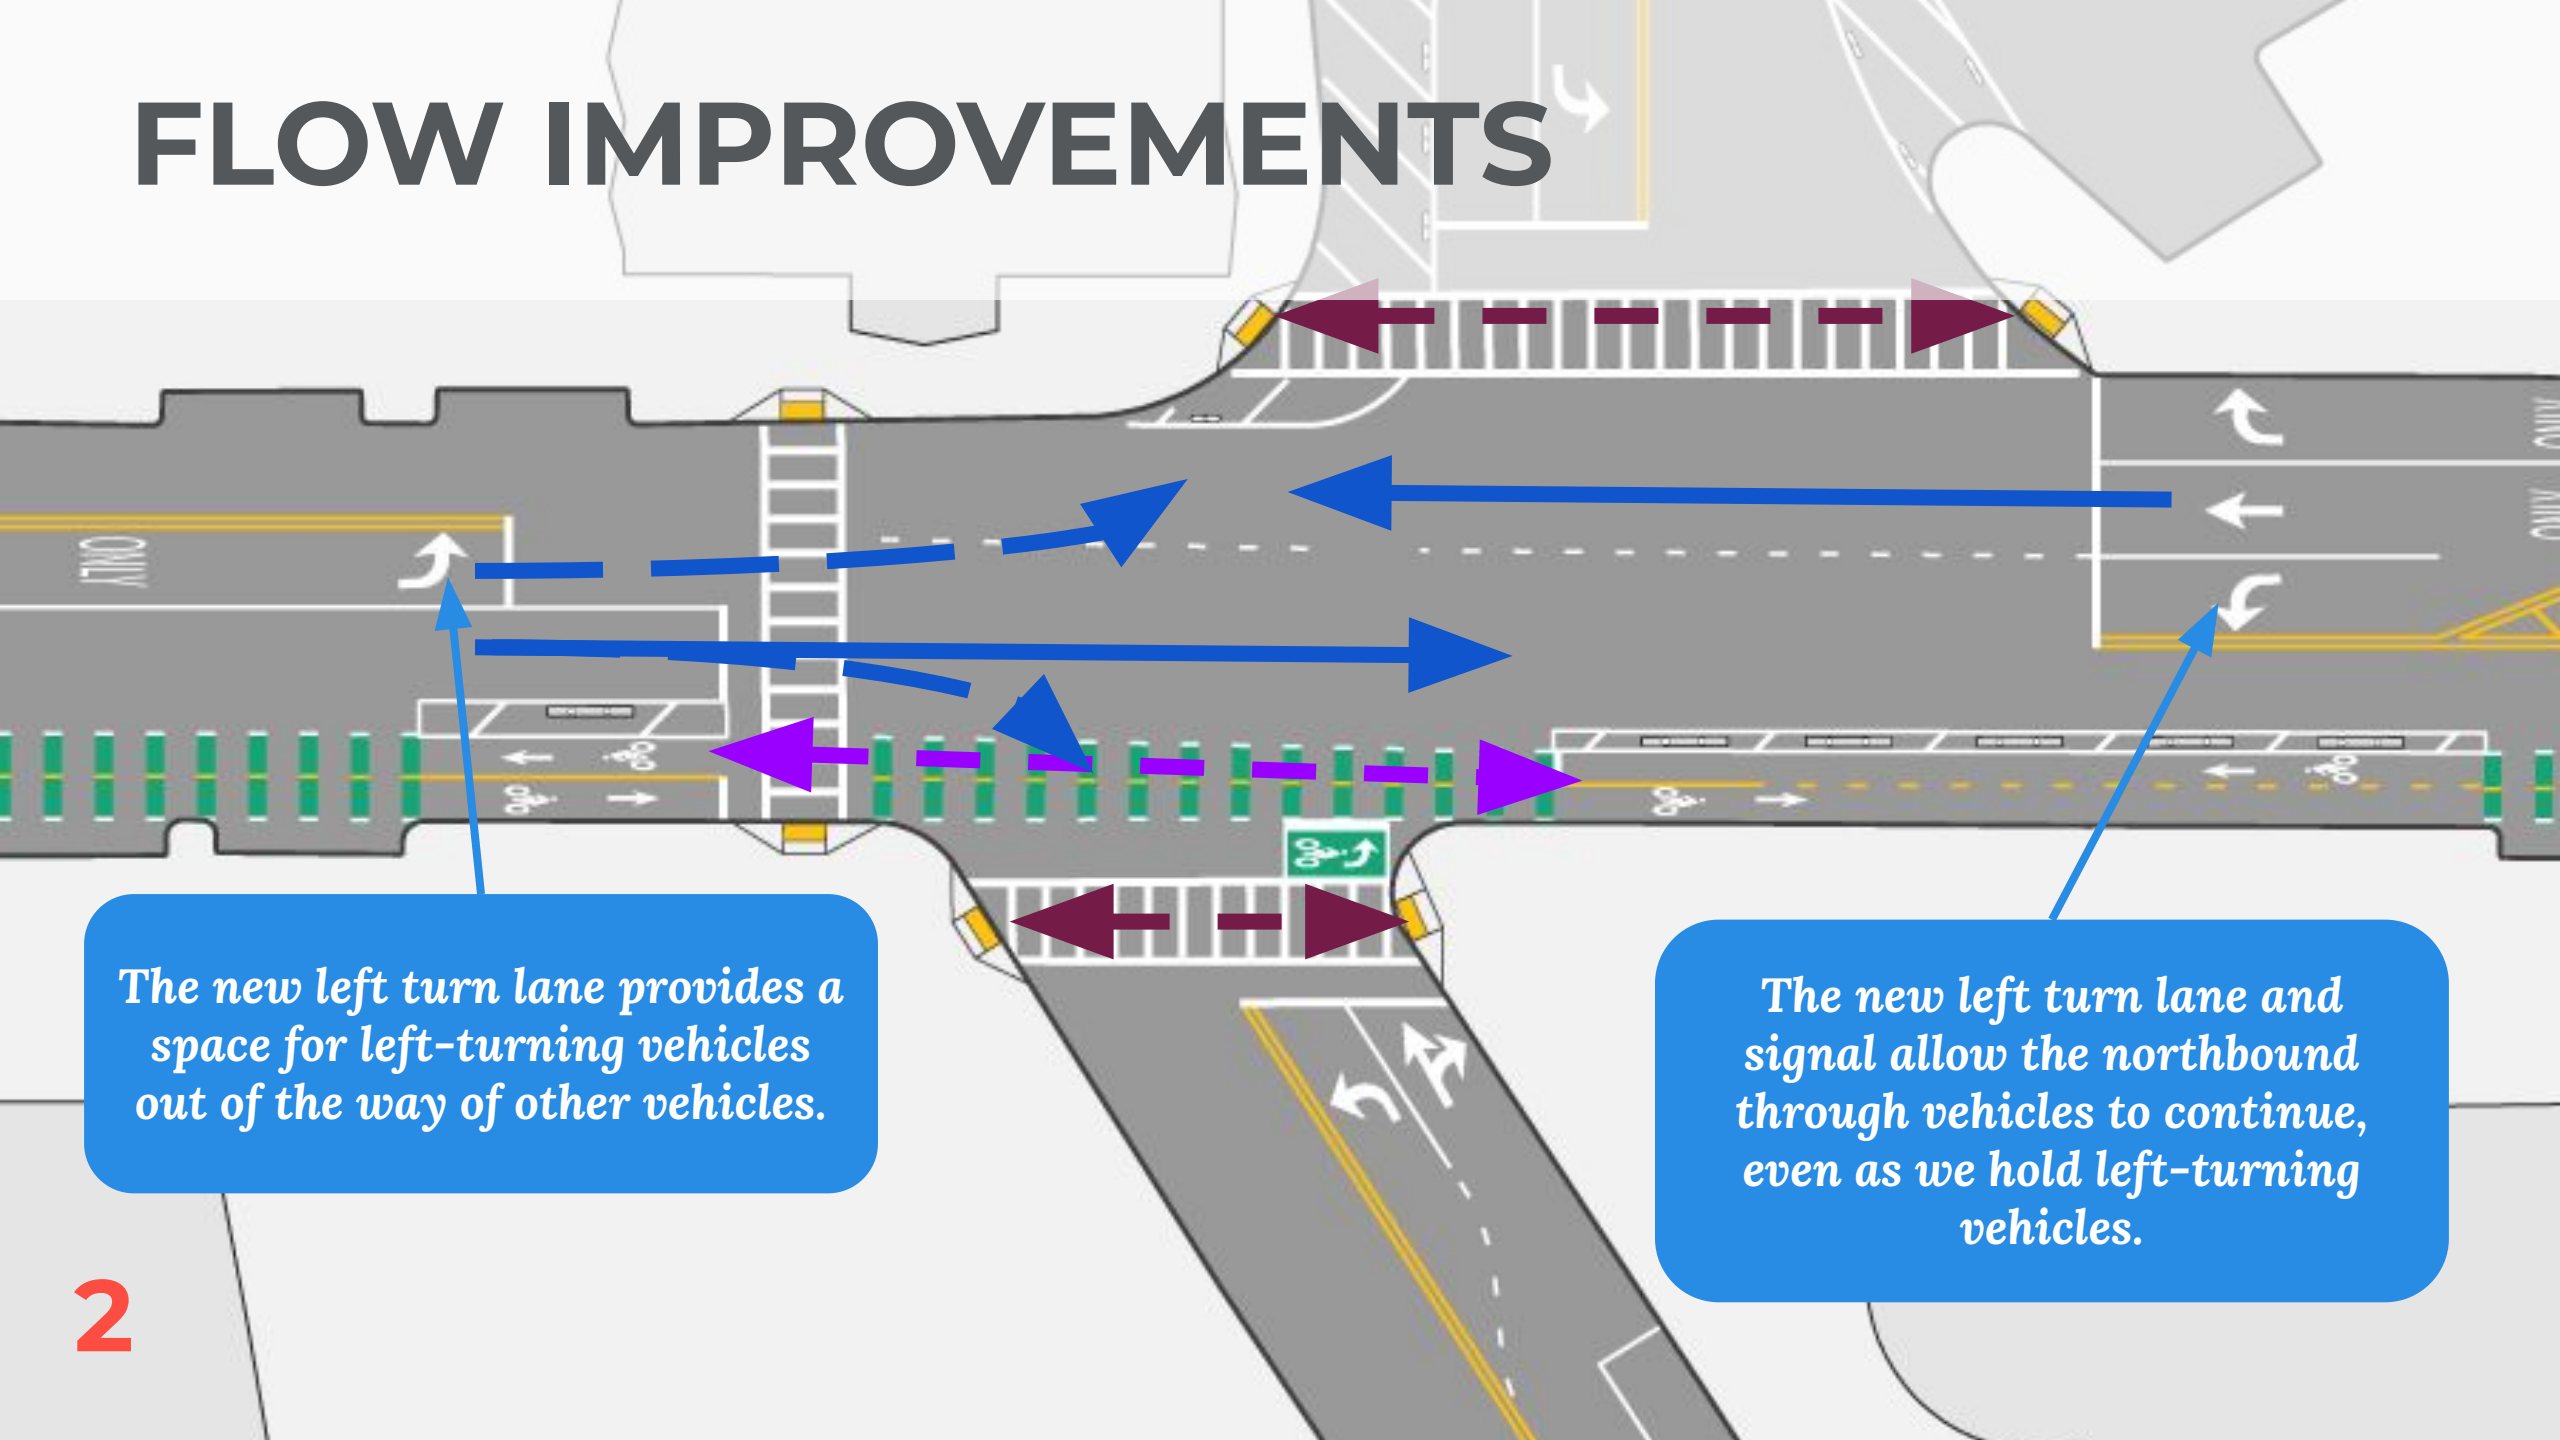 FLOW IMPROVEMENTS
ONLY
ONLY
ONLY
The new left turn lane provides a
space for left-turning vehicles
out of the way of other vehicles.
The new left turn lane and
signal allow the northbound
through vehicles to continue,
even as we hold left-turning
vehicles.
2